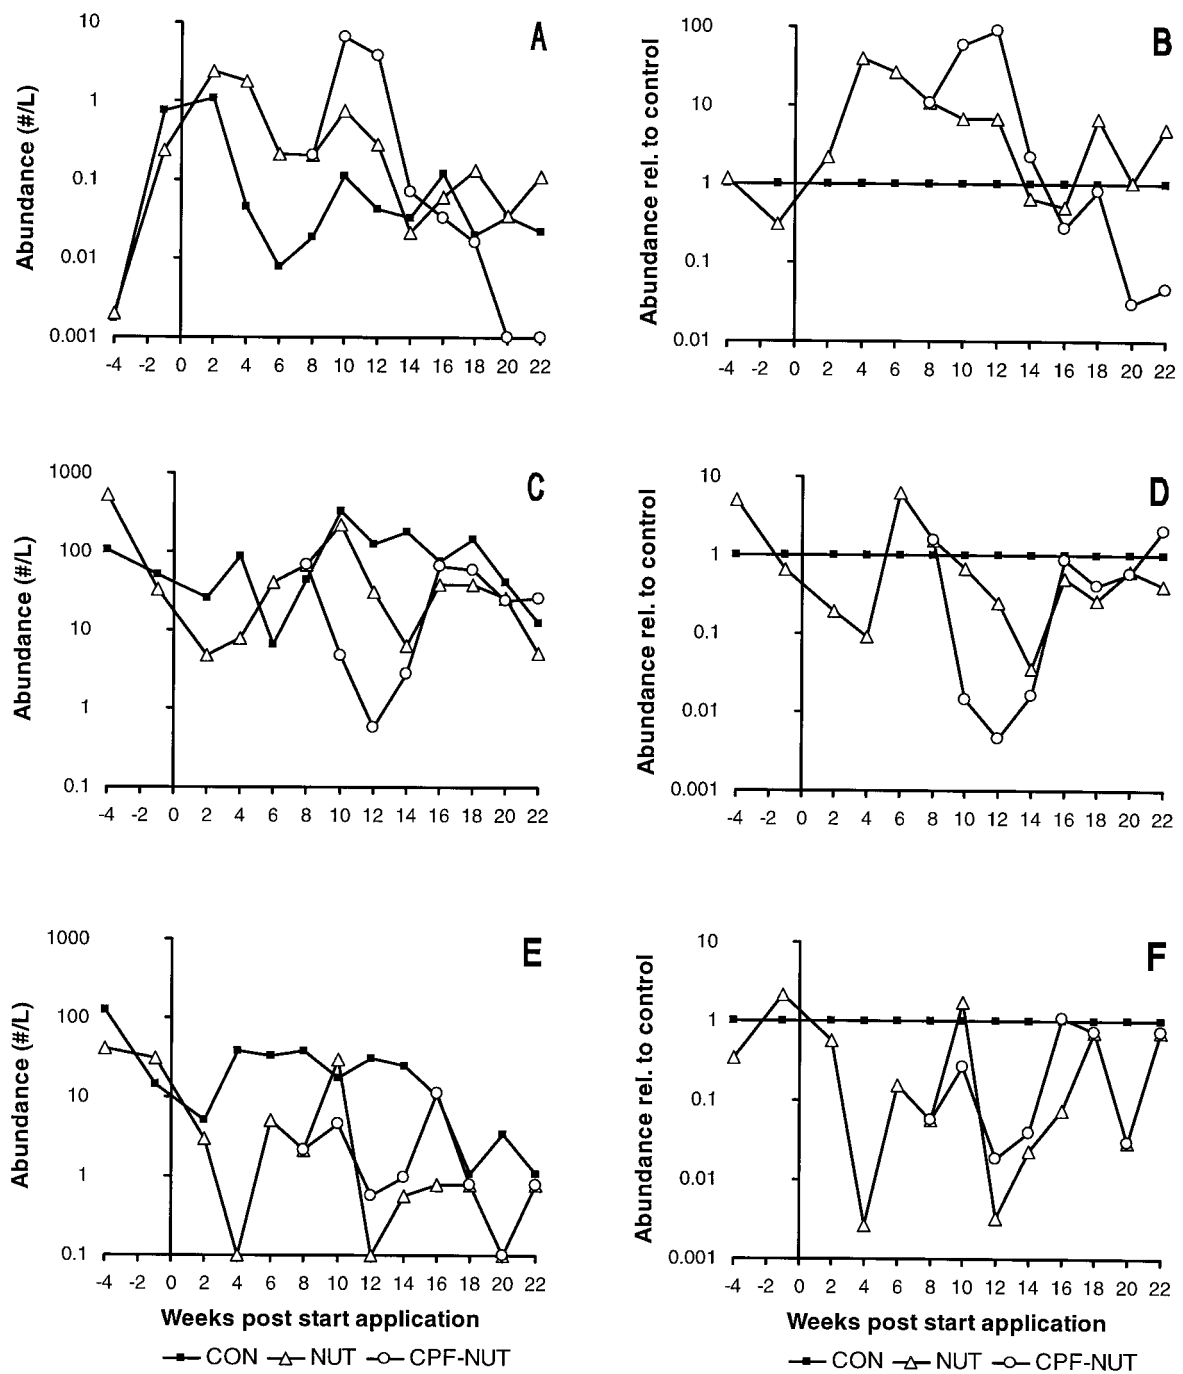 A
Abundance (#/L)
10
1
0.1
0.01
0.001
-4 -2 0 2 4 6 8 10 12 14 16 18 20 22
B
Abundance rel. to control
100
10
1
0.1
0.01
-4 -2 0 2 4 6 8 10 12 14 16 18 20 22
C
Abundance (#/L)
1000
100
10
1
0.1
-4 -2 0 2 4 6 8 10 12 14 16 18 20 22
D
Abundance rel. to control
10
1
0.1
0.01
0.001
-4 -2 0 2 4 6 8 10 12 14 16 18 20 22
E
Abundance (#/L)
1000
100
10
1
0.1
-4 -2 0 2 4 6 8 10 12 14 16 18 20 22
Weeks post start application
CON NUT CPF-NUT
F
Abundance rel. to control
10
1
0.1
0.01
0.001
-4 -2 0 2 4 6 8 10 12 14 16 18 20 22
Weeks post start application
CON NUT CPF-NUT